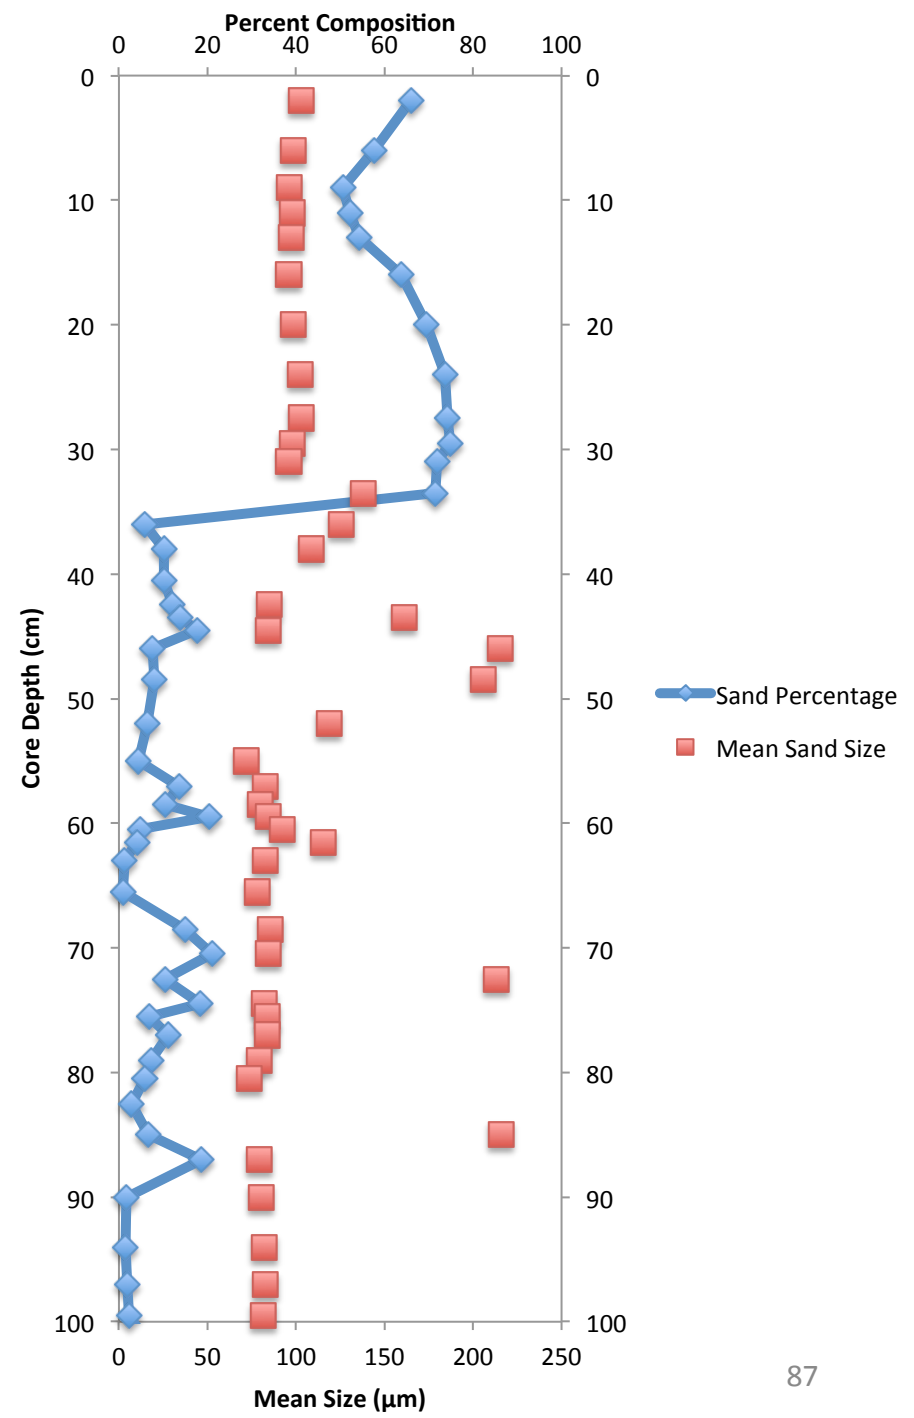 Percent Composition
0 20 40 60 80 100
0 0
10 10
20 20
30 30
40 40
Core Depth (cm)
50 50
Sand Percentage
Mean Sand Size
60 60
70 70
80 80
90 90
100 100
0 50 100 150 200 250
Mean Size (μm)
87